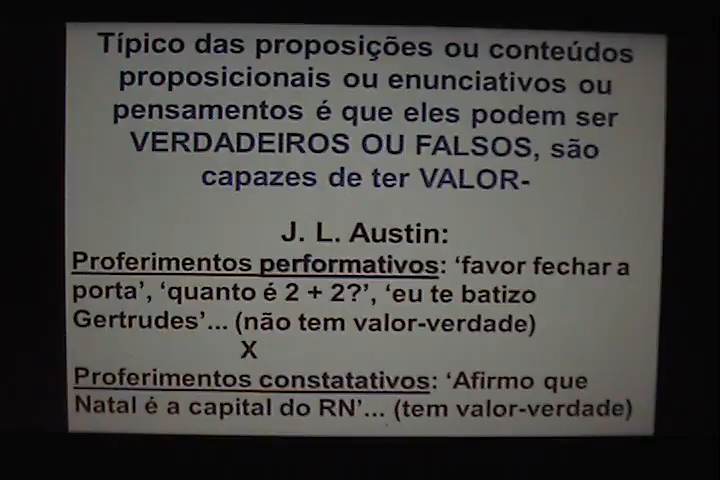 Típico das proposições ou conteúdos
proposicionais ou enunciativos ou
pensamentos é que eles podem ser
VERDADEIROS OU FALSOS, são
capazes de ter VALOR-
J. L. Austin:
Proferimentos performativos: ‘favor fechar a
porta’, ‘quanto é 2 + 2?’, ‘eu te batizo
Gertrudes’... (não tem valor-verdade)
X
Proferimentos constatativos: ‘Afirmo que
Natal é a capital do RN’... (tem valor-verdade)